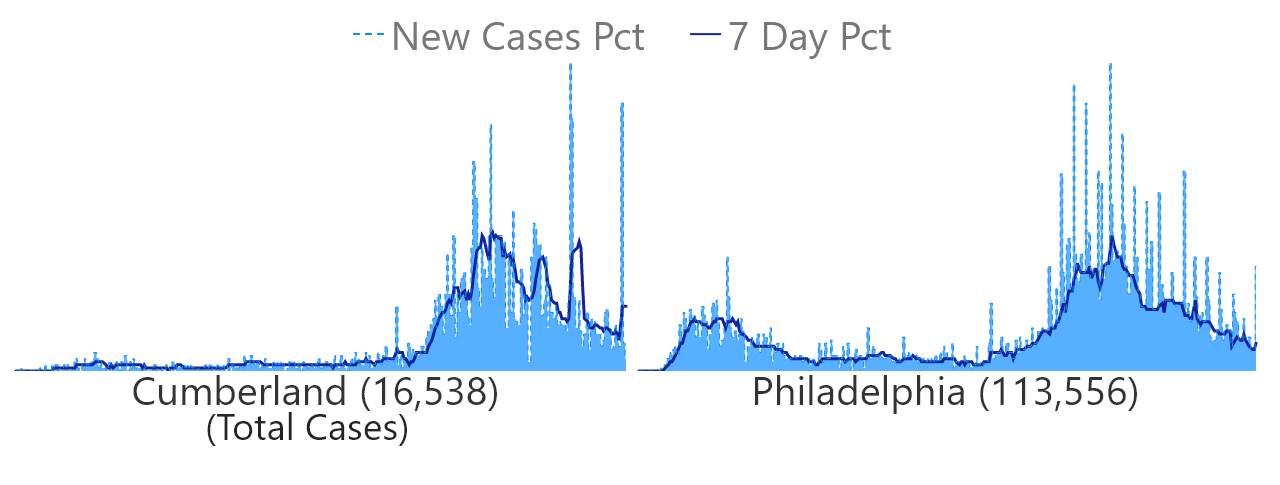 New Cases Pct 7 Day Pct
Cumberland (16,538) Philadelphia (113,556)
(Total Cases)